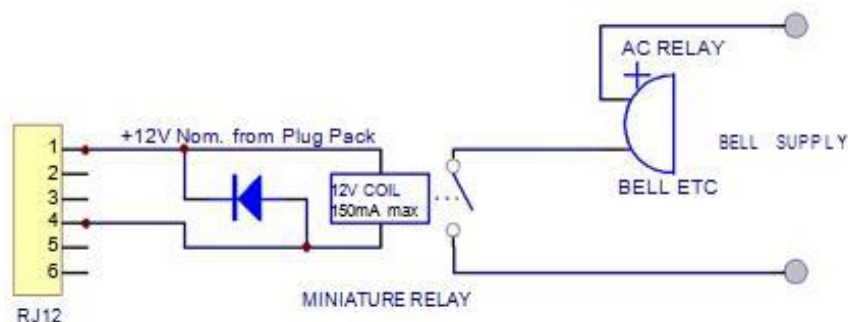 AC RELAY
+
+12V Nom. from Plug Pack
1
2
3
4
5
6
12V COIL
150mA max
BELL SUPPLY
BELL ETC
MINIATURE RELAY
RJ12